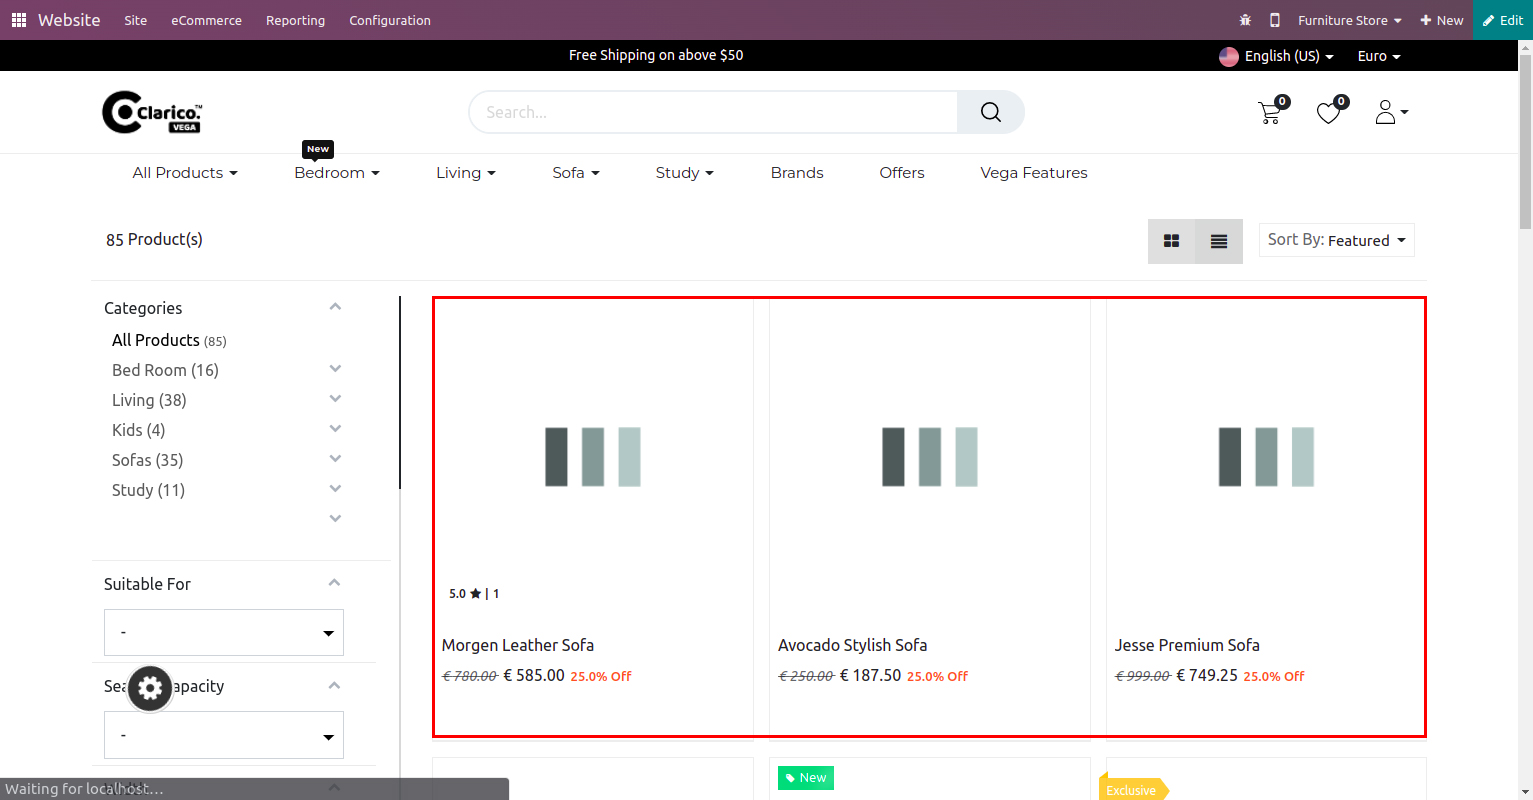 Website Site eCommerce Reporting Configuration Furniture Store New Edit
Free Shipping on above $50 English (US) Euro
Clarico.™
VEGA
Search...
0 0
New
All Products Bedroom Living Sofa Study Brands Offers Vega Features
85 Product(s)
Sort By: Featured
Categories
All Products (85)
Bed Room (16)
Living (38)
Kids (4)
Sofas (35)
Study (11)
Suitable For
-
Capacity
-
5.0 | 1
Morgen Leather Sofa
€ 780.00 € 585.00 25.0% Off
Avocado Stylish Sofa
€ 250.00 € 187.50 25.0% Off
Jesse Premium Sofa
€ 999.00 € 749.25 25.0% Off
New
Exclusive
Waiting for localhost…